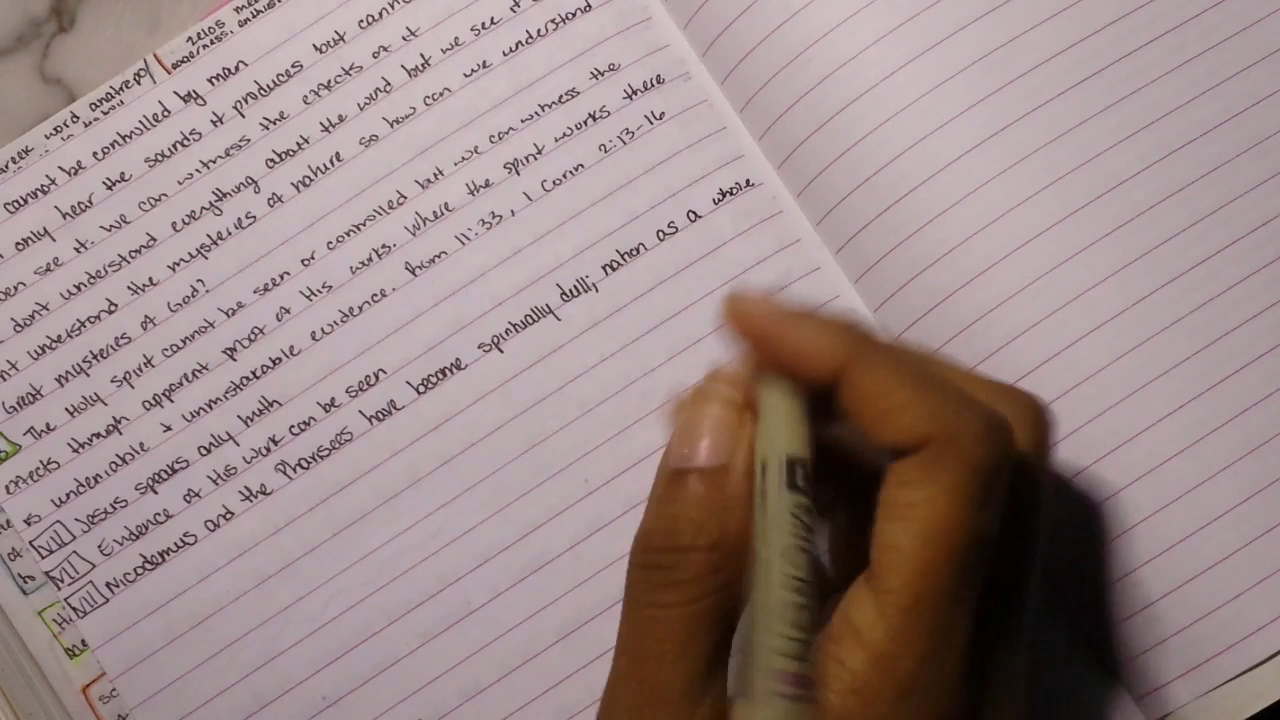 zelos
eagerness,
word anatrepo/
cannot be controlled by man
only hear the sounds it produces but
see it. We can witness the effects of it
dont understand everything about the wind but we see it
understand the mysteries of nature so how can we understand
Great mysteries of God?
The Holy spirit cannot be seen or controlled but we can witness the
effects through apparent proof of His works. Where the spirit works there
is undeniable + unmistakable evidence. Rom 11:33, 1 Corin 2:13-16
VII Jesus speaks only truth
VII Evidence of His work can be seen
VII Nicodemus and the Pharisees have become spiritually dull; nation as a whole